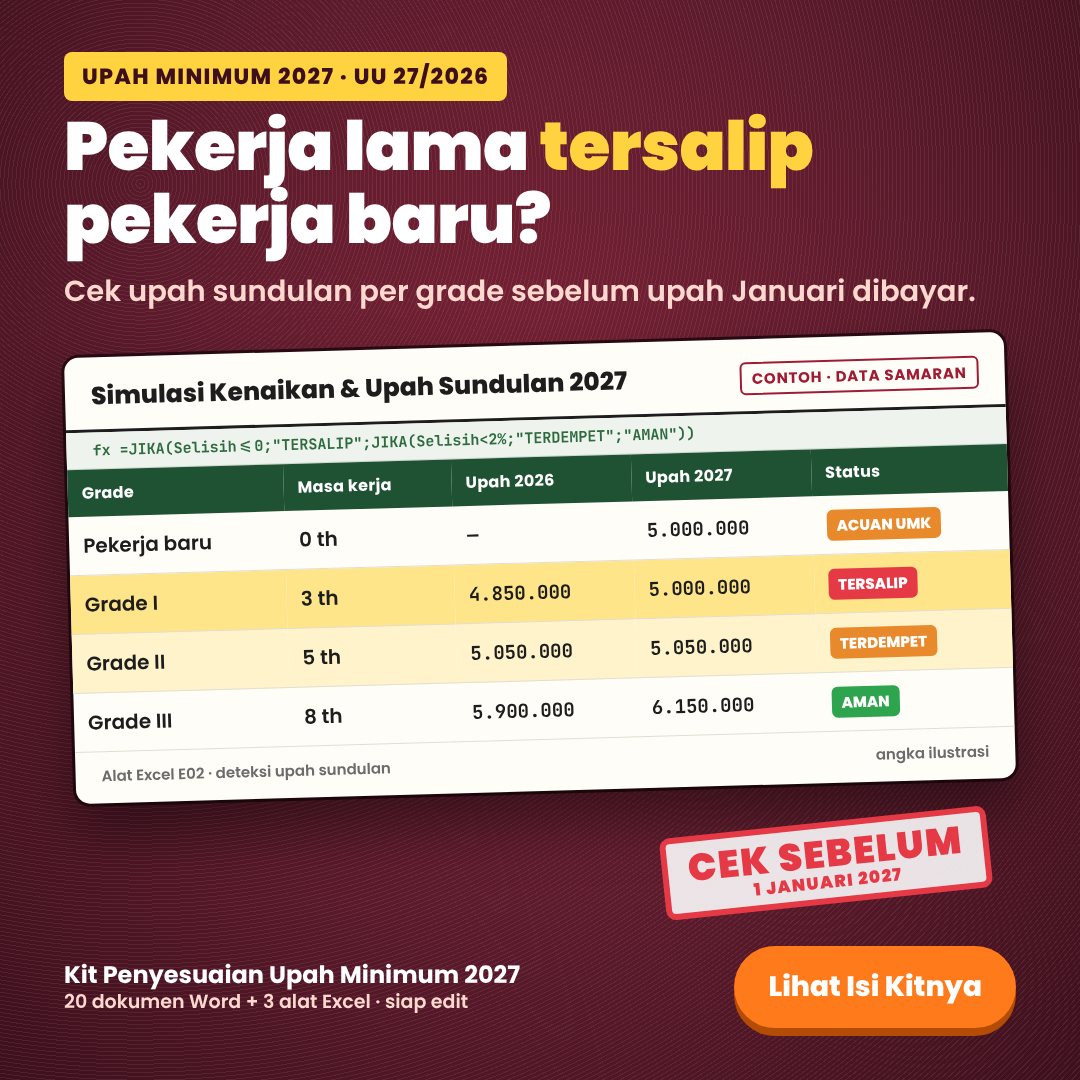 UPAH MINIMUM 2027 · UU 27/2026
Pekerja lama tersalip
pekerja baru?
Cek upah sundulan per grade sebelum upah Januari dibayar.
Simulasi Kenaikan & Upah Sundulan 2027
CONTOH · DATA SAMARAN
fx =JIKA(Selisih≤0;"TERSALIP";JIKA(Selisih<2%;"TERDEMPET";"AMAN"))
Grade Masa kerja Upah 2026 Upah 2027 Status
Pekerja baru 0 th – 5.000.000 ACUAN UMK
Grade I 3 th 4.850.000 5.000.000 TERSALIP
Grade II 5 th 5.050.000 5.050.000 TERDEMPET
Grade III 8 th 5.900.000 6.150.000 AMAN
Alat Excel E02 · deteksi upah sundulan angka ilustrasi
CEK SEBELUM
1 JANUARI 2027
Kit Penyesuaian Upah Minimum 2027
20 dokumen Word + 3 alat Excel · siap edit
Lihat Isi Kitnya